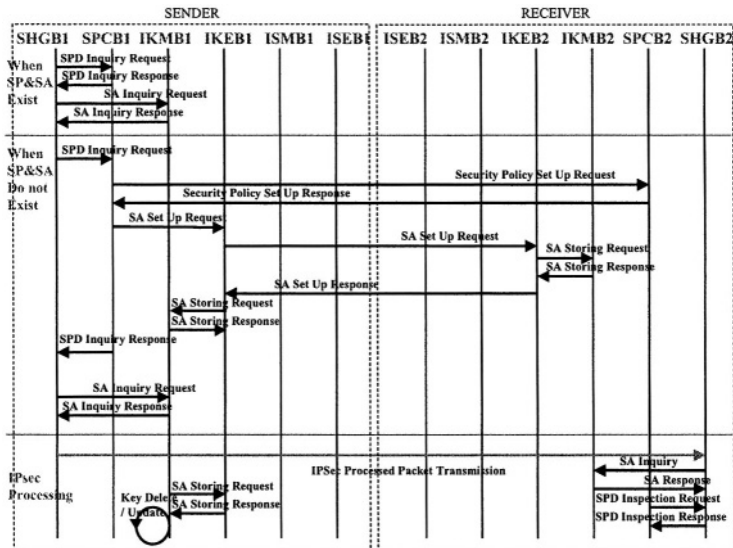 SENDER RECEIVER
SHGB1 SPCB1 IKMB1 IKEB1 ISMB1 ISEB1 ISEB2 ISMB2 IKEB2 IKMB2 SPCB2 SHGB2
When
SP&SA
Exist
SPD Inquiry Request
SPD Inquiry Response
SA Inquiry Request
SA Inquiry Response
When
SP&SA
Do not
Exist
SPD Inquiry Request
Security Policy Set Up Request
Security Policy Set Up Response
SA Set Up Request
SA Set Up Request
SA Storing Request
SA Storing Response
SA Set Up Response
SA Storing Request
SA Storing Response
SPD Inquiry Response
SA Inquiry Request
SA Inquiry Response
IPsec
Processing
IPSec Processed Packet Transmission
SA Inquiry
SA Response
SPD Inspection Request
SPD Inspection Response
Key Delete
/ Update
SA Storing Request
SA Storing Response